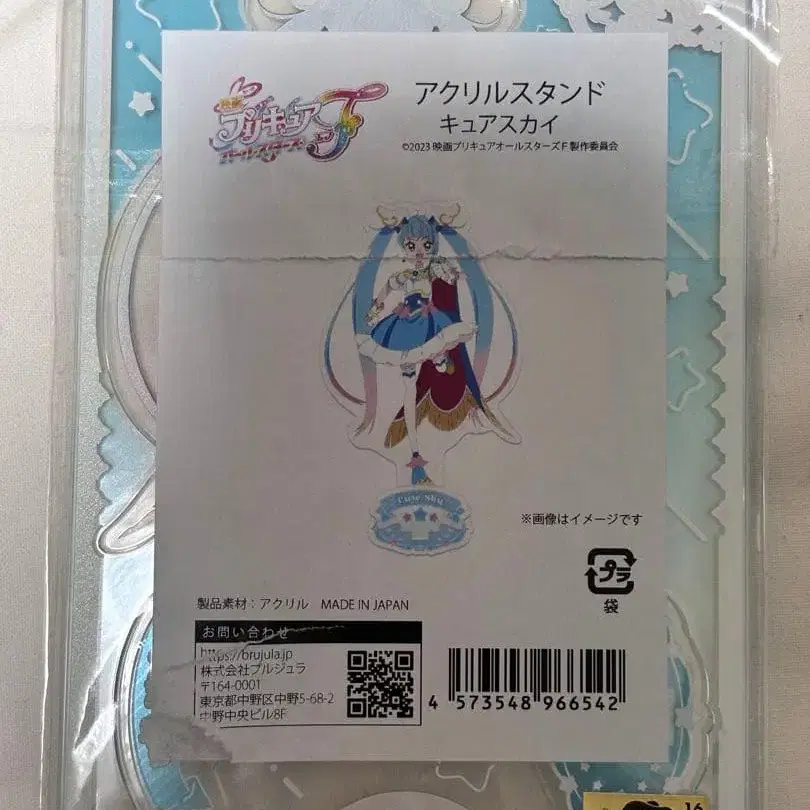 映画
プリキュア
オールスターズ
F
アクリルスタンド
キュアスカイ
©2023 映画プリキュアオールスターズF製作委員会
Cure Sky
※画像はイメージです
プラ
袋
製品素材：アクリル MADE IN JAPAN
お問い合わせ
https://brujula.jp
株式会社ブルジュラ
〒164-0001
東京都中野区中野5-68-2
中野中央ビル8F
4 573548 966542
16